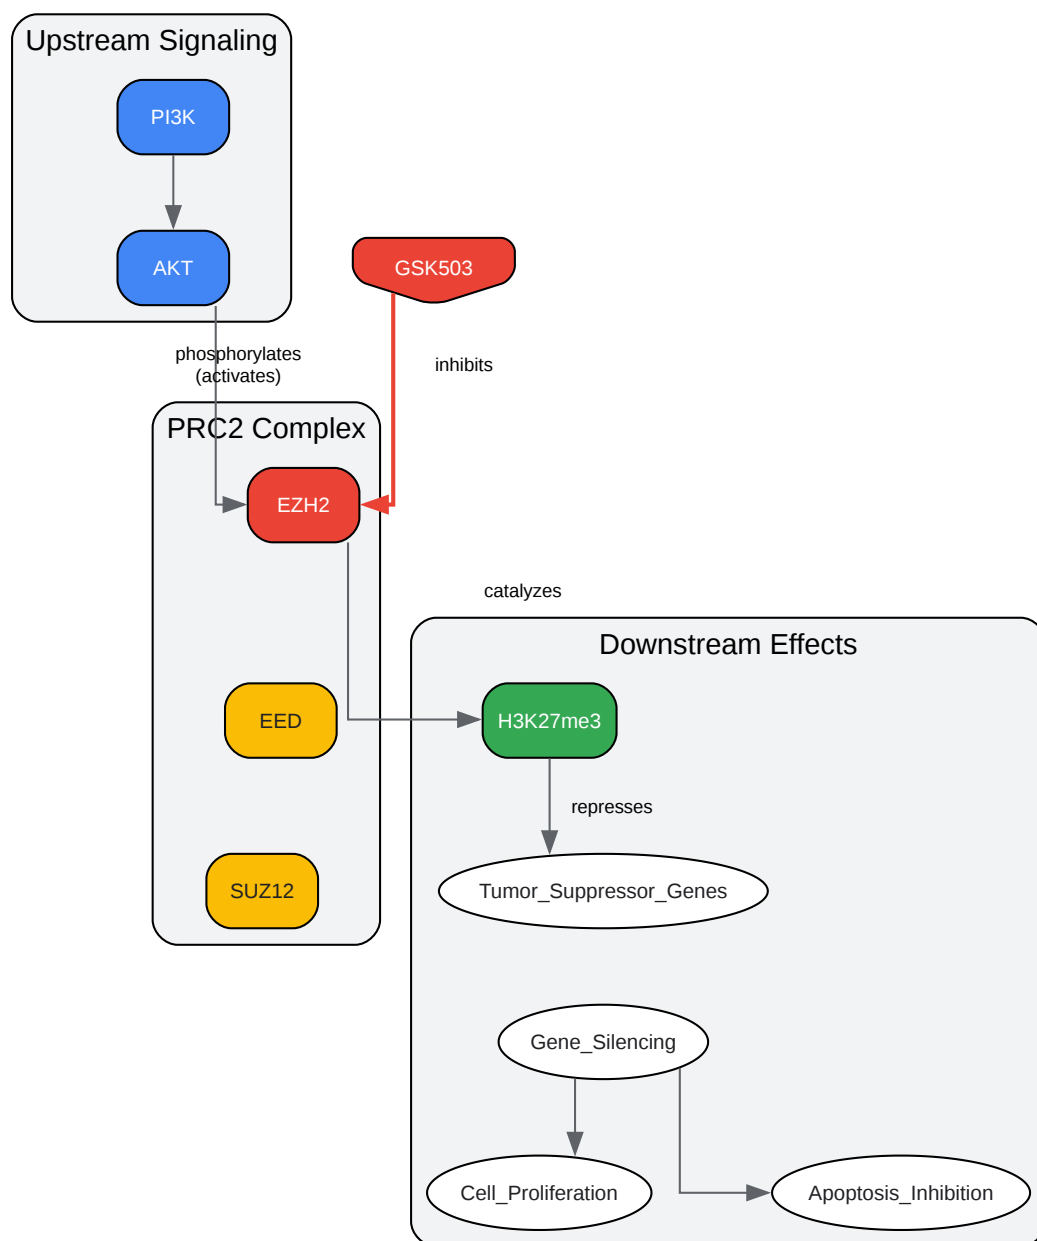 Upstream Signaling
PI3K
AKT
GSK503
phosphorylates
(activates)
inhibits
PRC2 Complex
EZH2
catalyzes
Downstream Effects
EED
H3K27me3
represses
SUZ12
Tumor_Suppressor_Genes
Gene_Silencing
Cell_Proliferation
Apoptosis_Inhibition